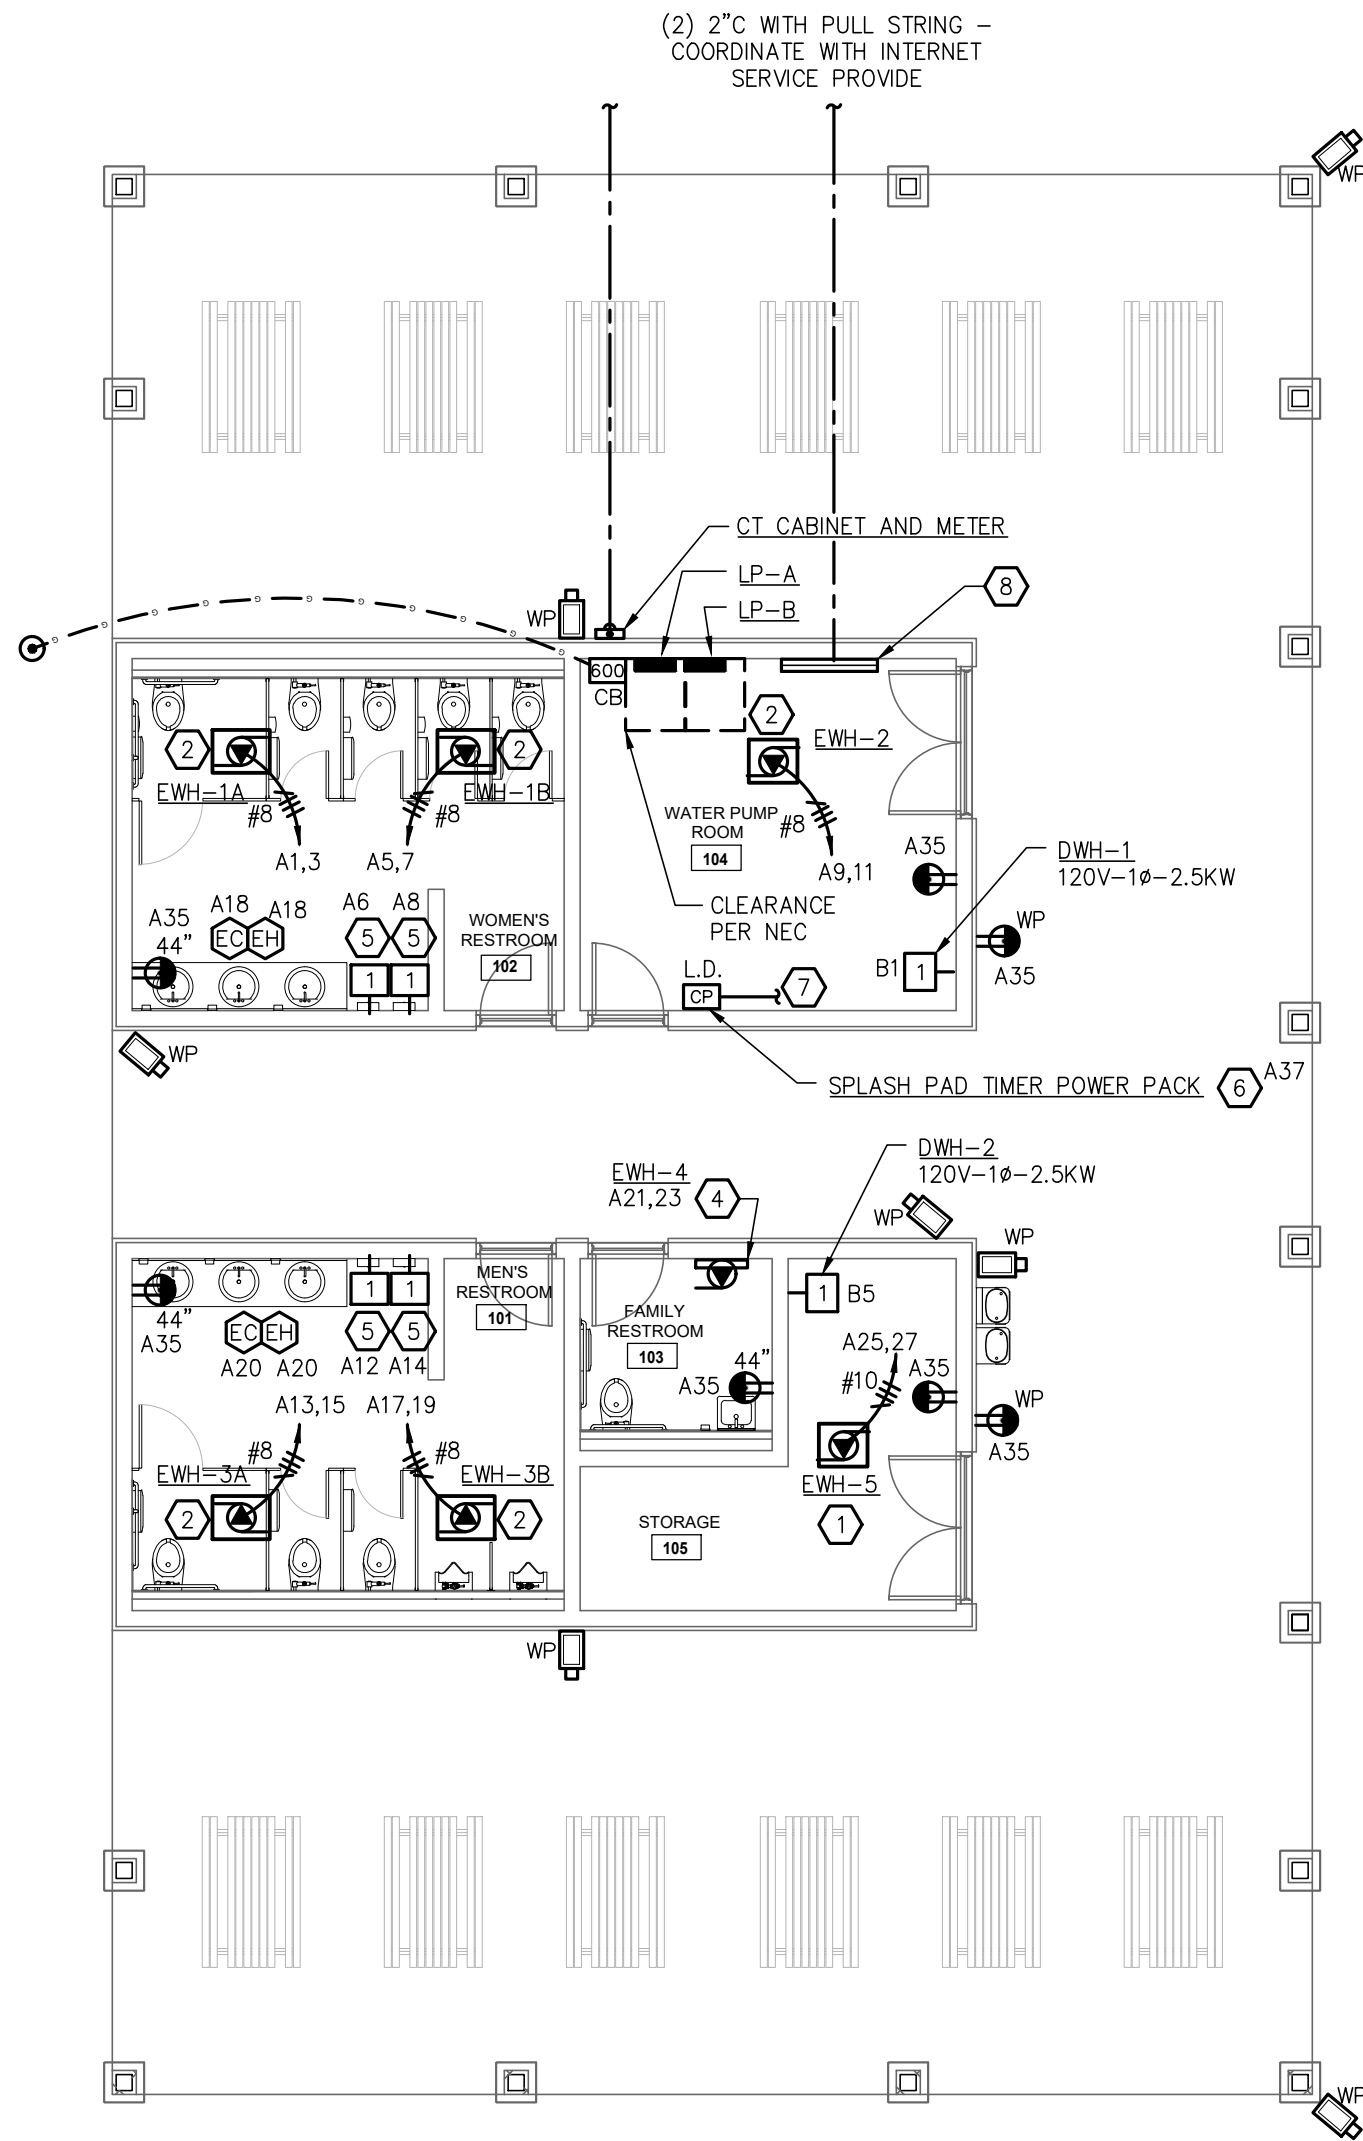 (2) 2"C WITH PULL STRING –
COORDINATE WITH INTERNET
SERVICE PROVIDE
WP
CT CABINET AND METER
LP–A
LP–B
8
WP
G G G G G G G
600
CB
2
EWH–2
2
EWH–1A
#8
A1,3
2
EWH–1B
#8
A5,7
WATER PUMP
ROOM
104
#8
A9,11
A35
DWH–1
120V–1ø–2.5KW
CLEARANCE
PER NEC
A35
44"
A18 A18
EC EH
A6 A8
5 5
1 1
WOMEN'S
RESTROOM
102
L.D.
CP
7
B1
1
WP
A35
WP
SPLASH PAD TIMER POWER PACK
6
A37
EWH–4
A21,23
4
DWH–2
120V–1ø–2.5KW
WP
WP
1
B5
44"
A35
EC EH
A20 A20
1 1
5 5
A12 A14
MEN'S
RESTROOM
101
FAMILY
RESTROOM
103
44"
A35
A25,27
#10
A35
WP
A35
A13,15
#8
EWH–3A
2
A17,19
#8
EWH–3B
2
EWH–5
1
STORAGE
105
WP
WP